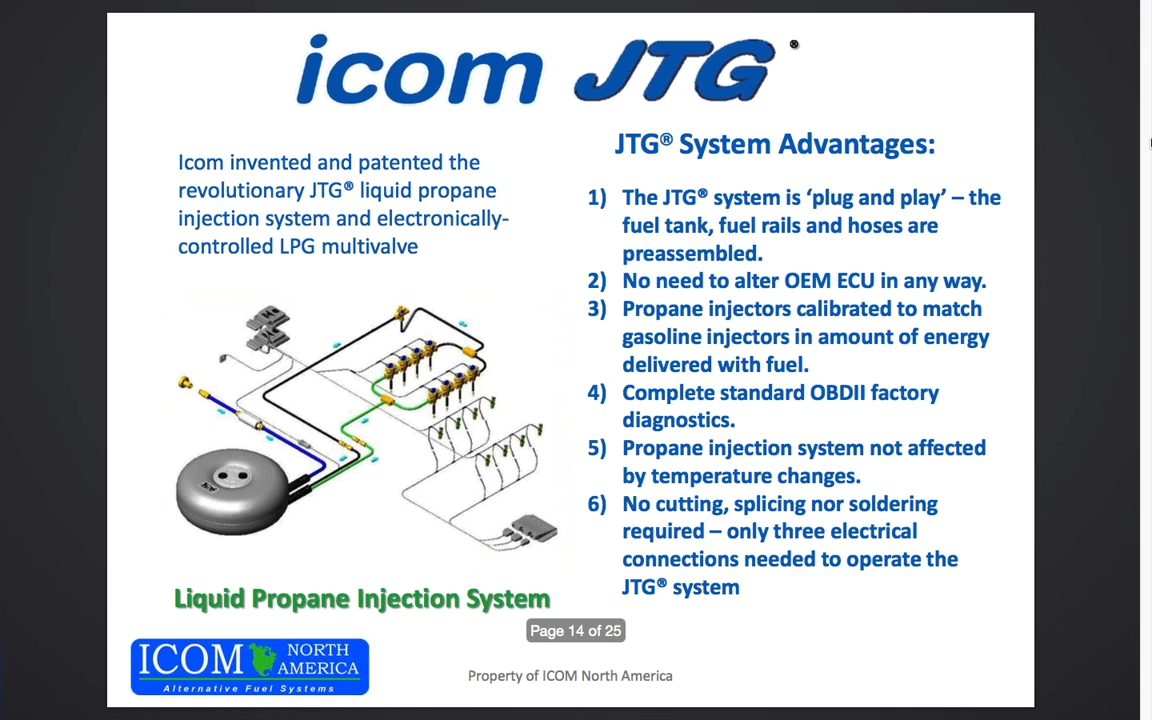 icom JTG®
Icom invented and patented the
revolutionary JTG® liquid propane
injection system and electronically-
controlled LPG multivalve
JTG® System Advantages:
1) The JTG® system is ‘plug and play’ – the
fuel tank, fuel rails and hoses are
preassembled.
2) No need to alter OEM ECU in any way.
3) Propane injectors calibrated to match
gasoline injectors in amount of energy
delivered with fuel.
4) Complete standard OBDII factory
diagnostics.
5) Propane injection system not affected
by temperature changes.
6) No cutting, splicing nor soldering
required – only three electrical
connections needed to operate the
JTG® system
Liquid Propane Injection System
Page 14 of 25
ICOM NORTH
AMERICA
Alternative Fuel Systems
Property of ICOM North America